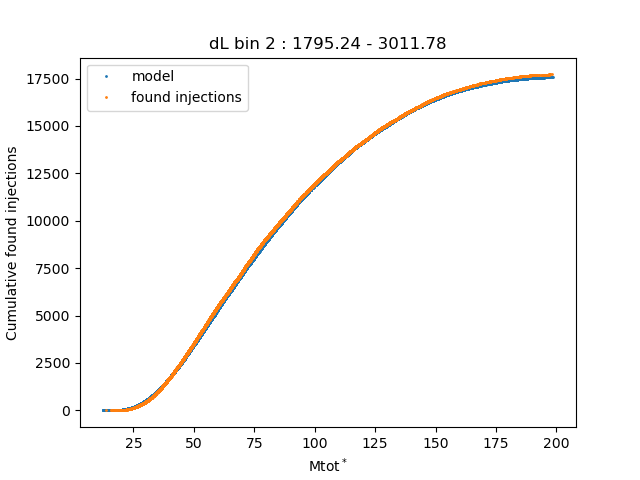 dL bin 2 : 1795.24 - 3011.78
model
found injections
Cumulative found injections
17500
15000
12500
10000
7500
5000
2500
0
25 50 75 100 125 150 175 200
Mtot*